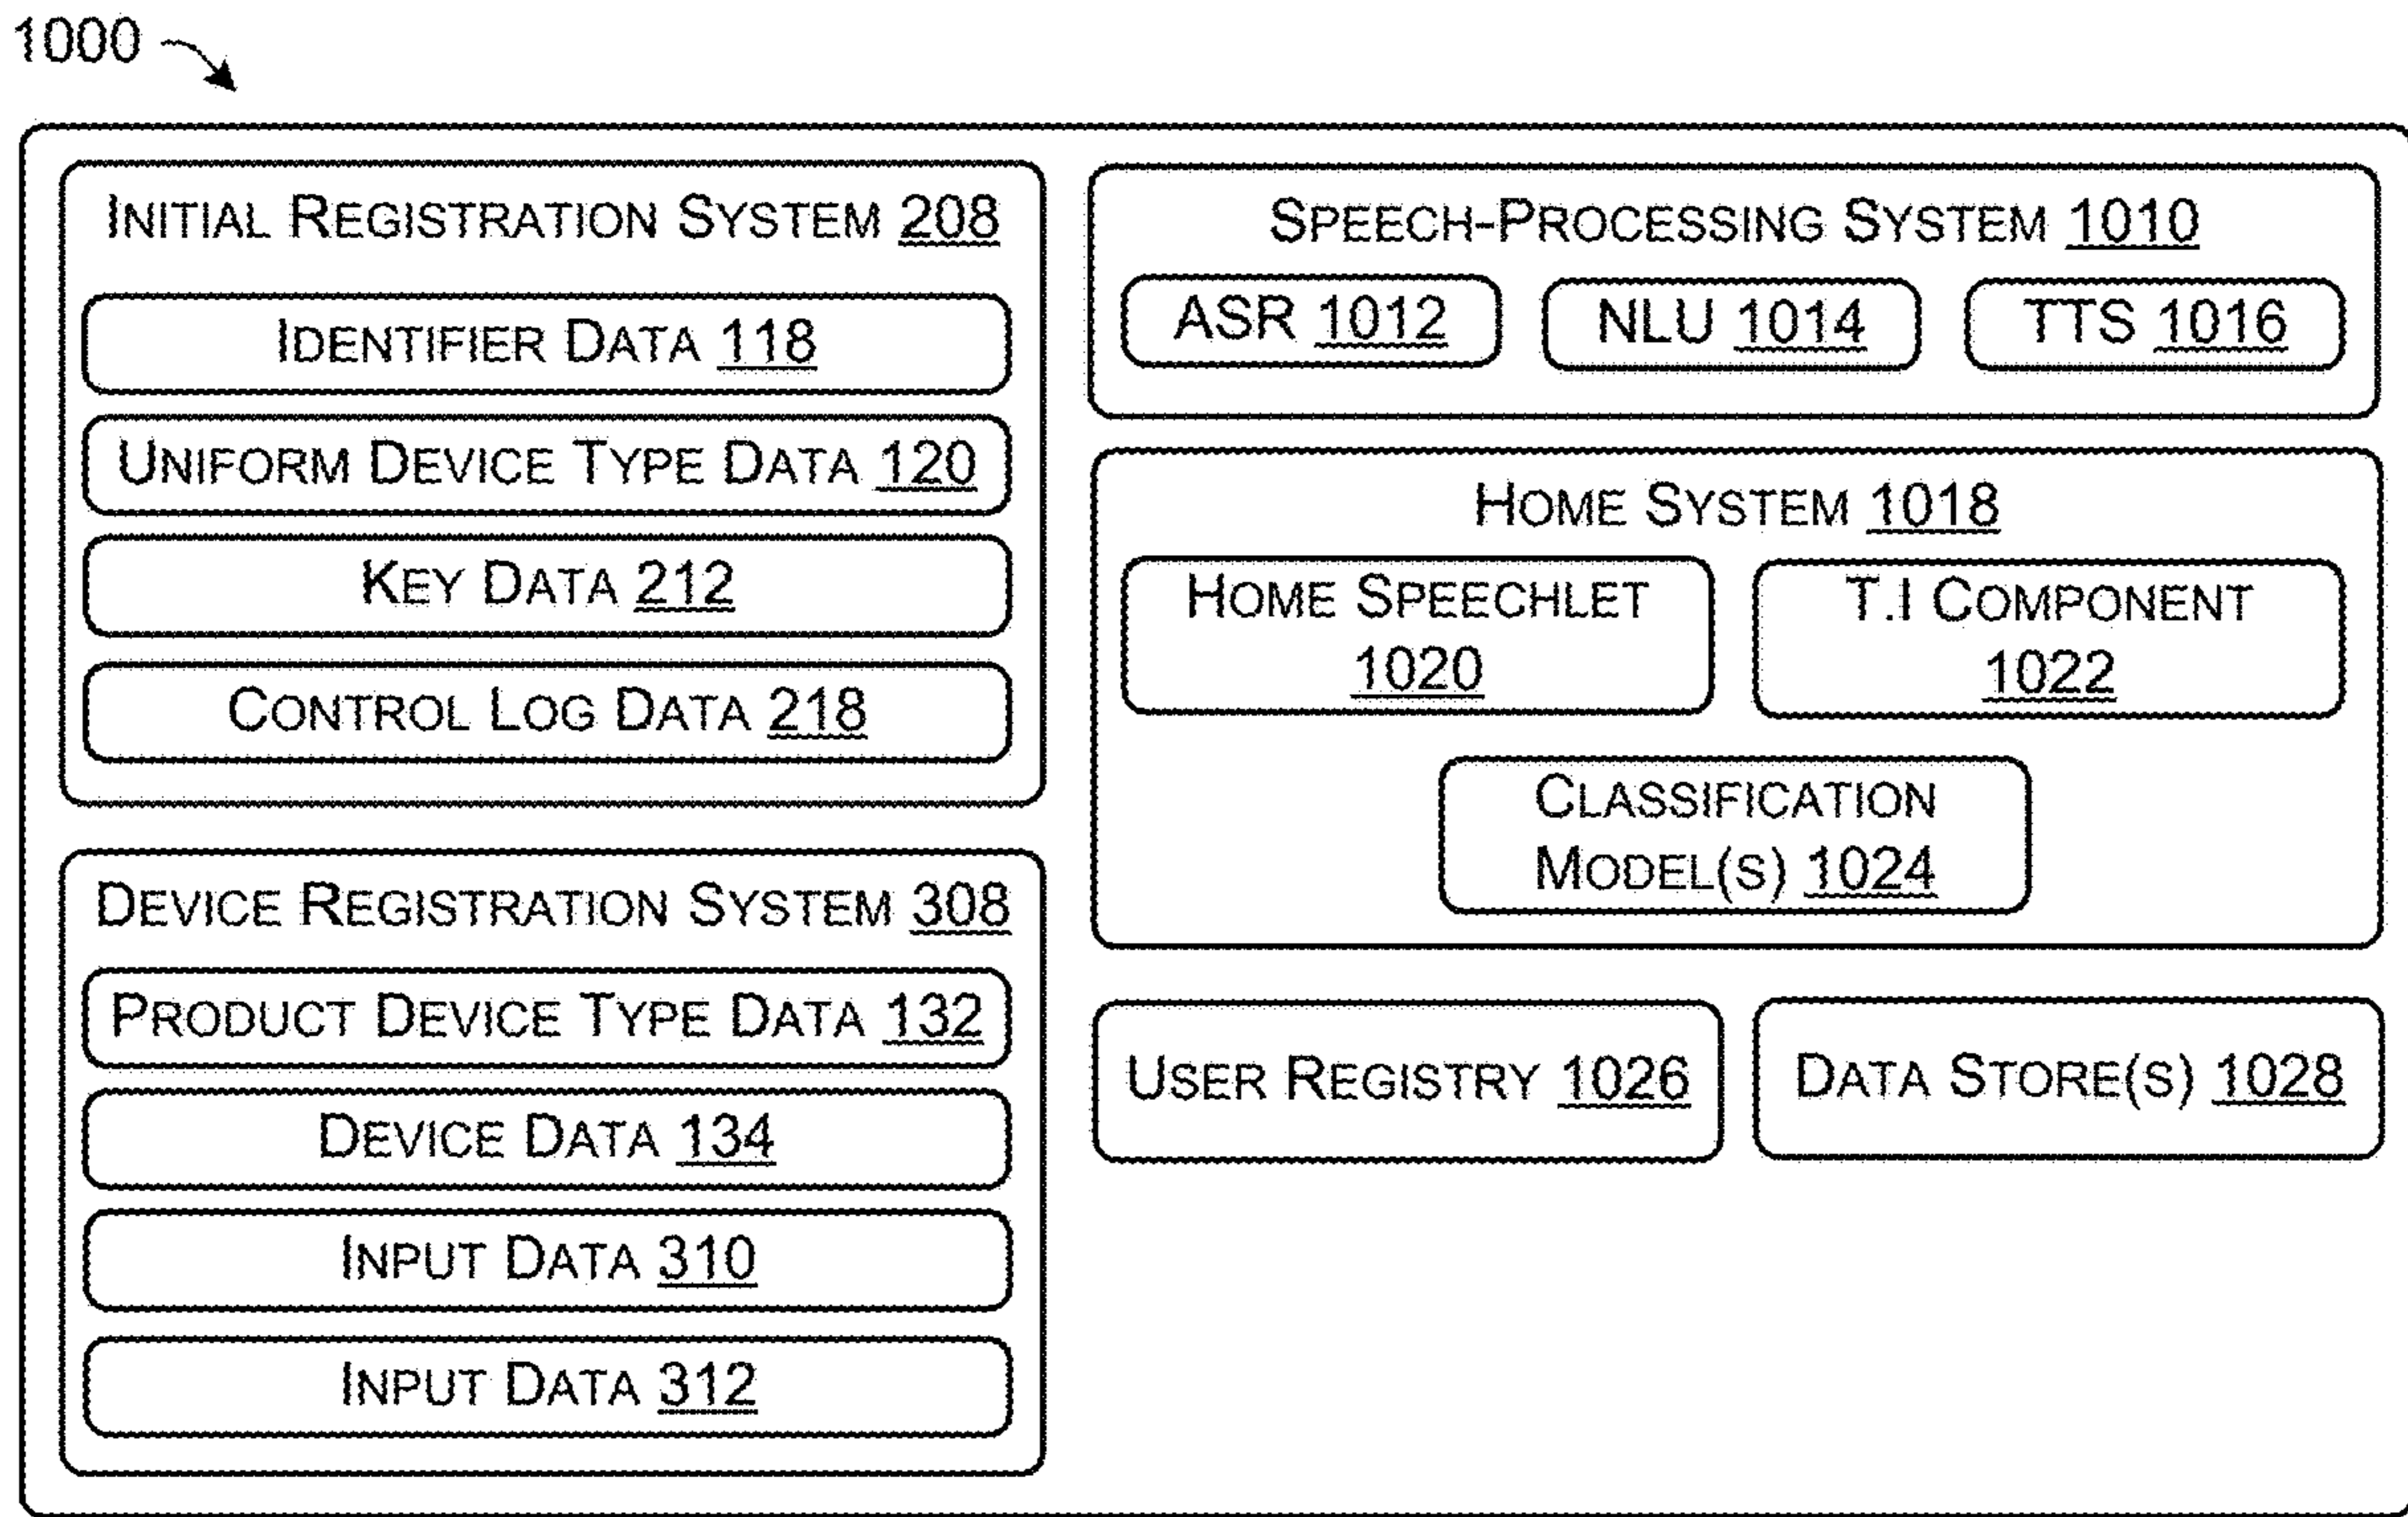 1000
INITIAL REGISTRATION SYSTEM 208
IDENTIFIER DATA 118
UNIFORM DEVICE TYPE DATA 120
KEY DATA 212
CONTROL LOG DATA 218
DEVICE REGISTRATION SYSTEM 308
PRODUCT DEVICE TYPE DATA 132
DEVICE DATA 134
INPUT DATA 310
INPUT DATA 312
SPEECH-PROCESSING SYSTEM 1010
ASR 1012
NLU 1014
TTS 1016
HOME SYSTEM 1018
HOME SPEECHLET
1020
T.I COMPONENT
1022
CLASSIFICATION
MODEL(S) 1024
USER REGISTRY 1026
DATA STORE(S) 1028